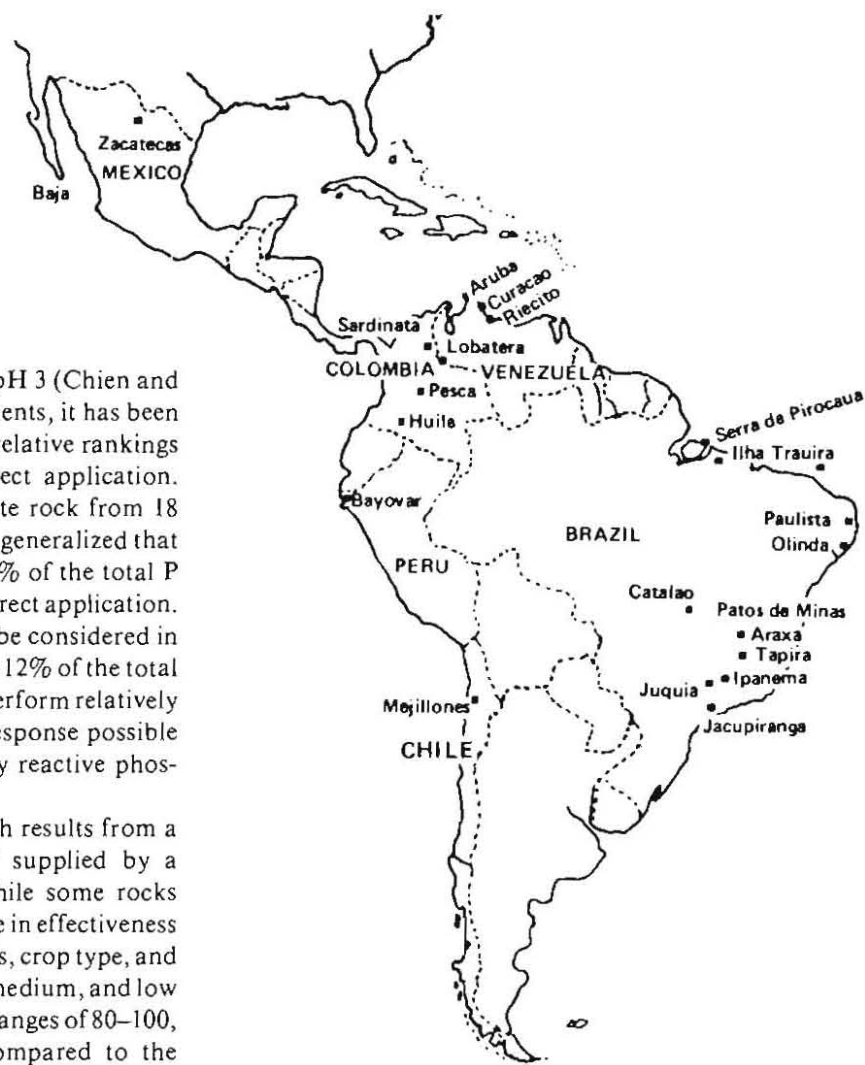 pH 3 (Chien and
ents, it has been
relative rankings
ect application.
te rock from 18
generalized that
% of the total P
rect application.
be considered in
12% of the total
erform relatively
esponse possible
y reactive phos-
h results from a
supplied by a
hile some rocks
e in effectiveness
s, crop type, and
nedium, and low
anges of 80–100,
ompared to the
Zacatecas
MEXICO
Baja
Aruba
Curacao
Riecito
Sardinata
Lobatera
COLOMBIA
VENEZUELA
Pesca
Huila
Serra de Pirocaua
Ilha Trauira
Bayovar
Paulista
Olinda
BRAZIL
PERU
Catalao
Patos de Minas
Araxa
Tapira
Ipanema
Juquia
Jacupiranga
Mejillones
CHILE